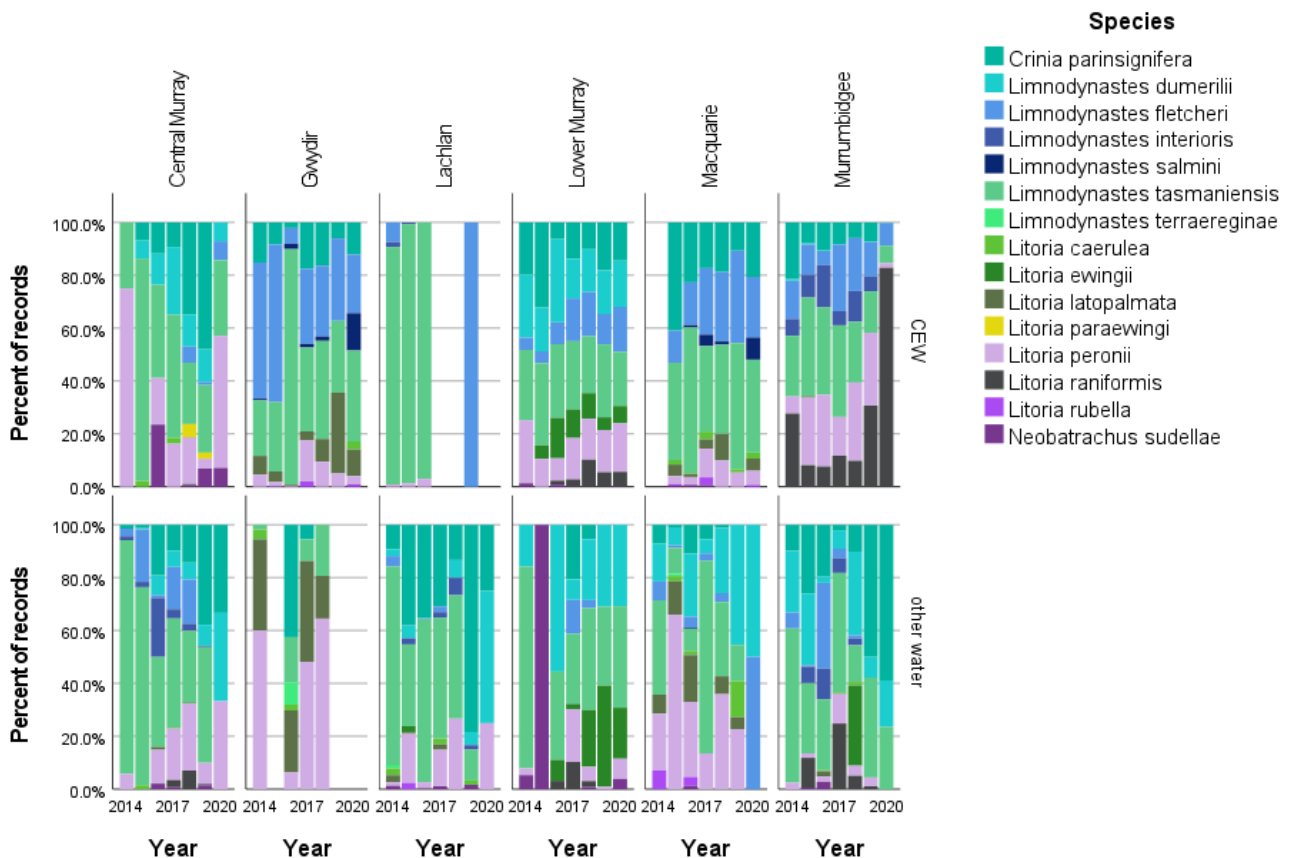 Species
Crinia parinsignifera
Limnodynastes dumerilii
Limnodynastes fletcheri
Limnodynastes interioris
Limnodynastes salmini
Limnodynastes tasmaniensis
Limnodynastes terraereginae
Litoria caerulea
Litoria ewingii
Litoria latopalmata
Litoria paraewingi
Litoria peronii
Litoria raniformis
Litoria rubella
Neobatrachus sudellae
Central Murray
Gwydir
Lachlan
Lower Murray
Macquarie
Murrumbidgee
Percent of records
100.0%
80.0%
60.0%
40.0%
20.0%
0.0%
CEW
Percent of records
100.0%
80.0%
60.0%
40.0%
20.0%
0.0%
other water
2014 2017 2020 2014 2017 2020 2014 2017 2020 2014 2017 2020 2014 2017 2020 2014 2017 2020
Year Year Year Year Year Year